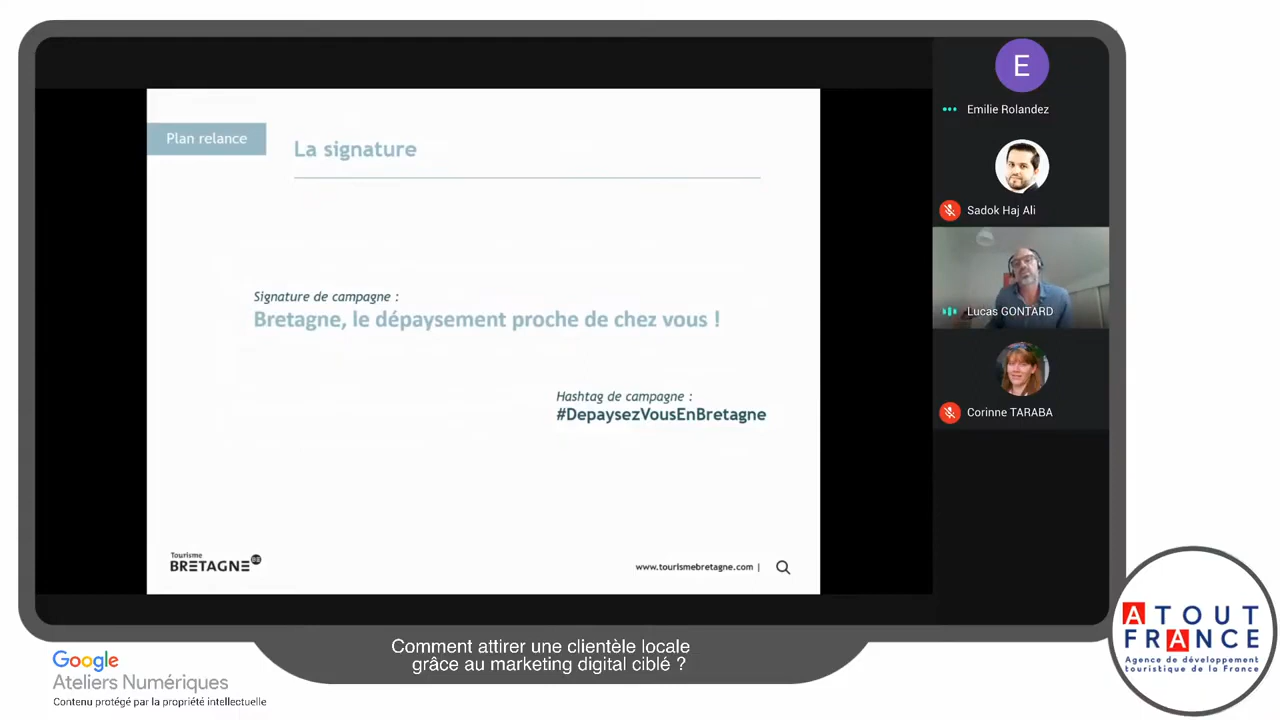 Plan relance
La signature
Signature de campagne :
Bretagne, le dépaysement proche de chez vous !
Hashtag de campagne :
#DepaysezVousEnBretagne
Tourisme
BRETAGNE
www.tourismebretagne.com |
E
Emilie Rolandez
Sadok Haj Ali
Lucas GONTARD
Corinne TARABA
Comment attirer une clientèle locale
grâce au marketing digital ciblé ?
Google
Ateliers Numériques
Contenu protégé par la propriété intellectuelle
ATOUT
FRANCE
Agence de développement
touristique de la France